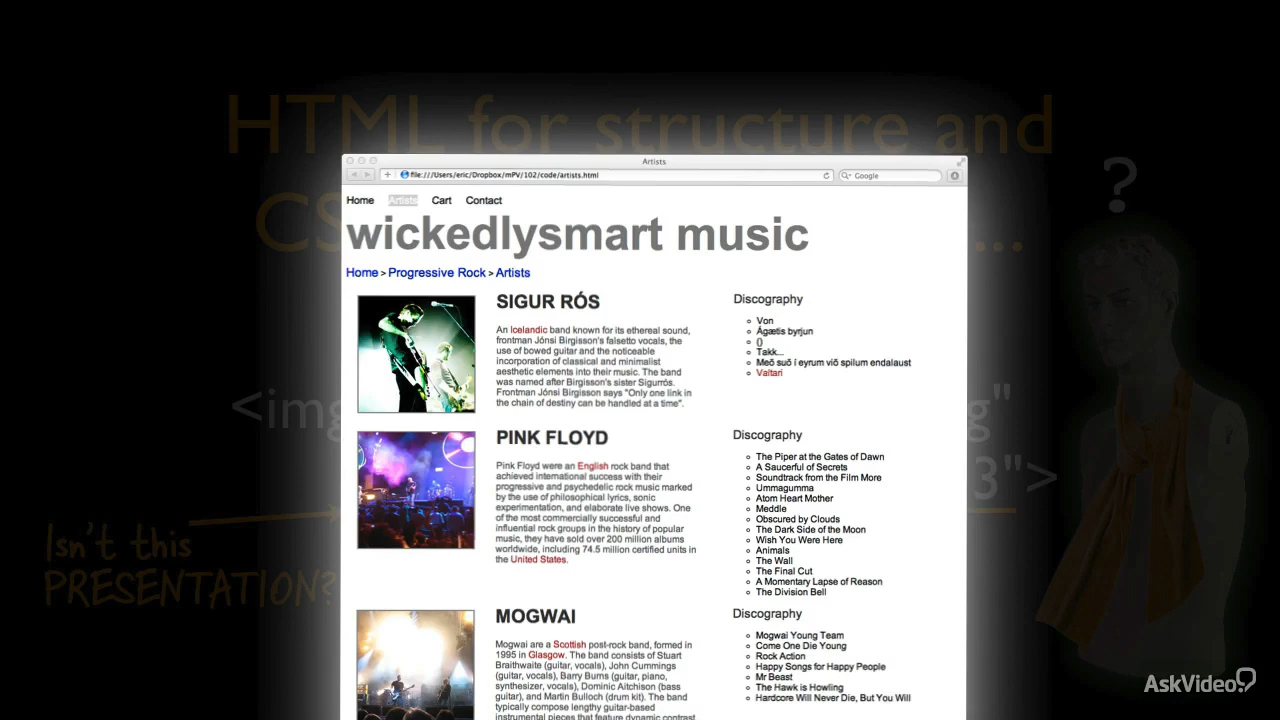 HTML for structure and
CS
...
?
<img
g"
3">
Isn't this
PRESENTATION?
Artists
file:///Users/eric/Dropbox/mPV/102/code/artists.html
Google
Home Artists Cart Contact
wickedlysmart music
Home > Progressive Rock > Artists
SIGUR RÓS
An Icelandic band known for its ethereal sound,
frontman Jónsi Birgisson's falsetto vocals, the
use of bowed guitar and the noticeable
incorporation of classical and minimalist
aesthetic elements into their music. The band
was named after Birgisson's sister Sigurrós.
Frontman Jónsi Birgisson says "Only one link in
the chain of destiny can be handled at a time".
Discography
Von
Ágætis byrjun
()
Takk...
Með suð í eyrum við spilum endalaust
Valtari
PINK FLOYD
Pink Floyd were an English rock band that
achieved international success with their
progressive and psychedelic rock music marked
by the use of philosophical lyrics, sonic
experimentation, and elaborate live shows. One
of the most commercially successful and
influential rock groups in the history of popular
music, they have sold over 200 million albums
worldwide, including 74.5 million certified units in
the United States.
Discography
The Piper at the Gates of Dawn
A Saucerful of Secrets
Soundtrack from the Film More
Ummagumma
Atom Heart Mother
Meddle
Obscured by Clouds
The Dark Side of the Moon
Wish You Were Here
Animals
The Wall
The Final Cut
A Momentary Lapse of Reason
The Division Bell
MOGWAI
Mogwai are a Scottish post-rock band, formed in
1995 in Glasgow. The band consists of Stuart
Braithwaite (guitar, vocals), John Cummings
(guitar, vocals), Barry Burns (guitar, piano,
synthesizer, vocals), Dominic Aitchison (bass
guitar), and Martin Bulloch (drum kit). The band
typically compose lengthy guitar-based
instrumental pieces that feature dynamic contrast
Discography
Mogwai Young Team
Come One Die Young
Rock Action
Happy Songs for Happy People
Mr Beast
The Hawk is Howling
Hardcore Will Never Die, But You Will
AskVideo